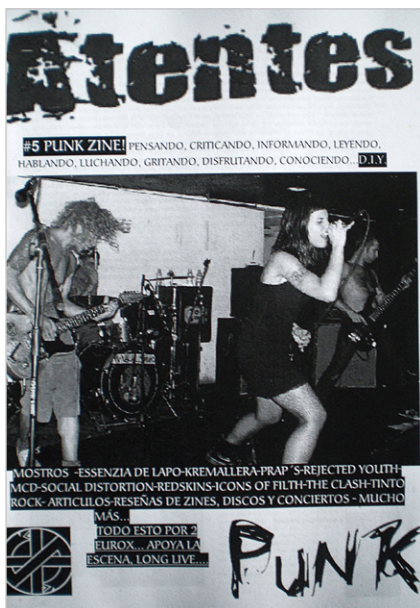 Atentes
#5 PUNK ZINE! PENSANDO, CRITICANDO, INFORMANDO, LEYENDO,
HABLANDO, LUCHANDO, GRITANDO, DISFRUTANDO, CONOCIENDO...D.I.Y.
MOSTROS -ESSENZIA DE LAPO-KREMALLERA-PRAP´S-REJECTED YOUTH-
MCD-SOCIAL DISTORTION-REDSKINS-ICONS OF FILTH-THE CLASH-TINTO
ROCK- ARTICULOS-RESEÑAS DE ZINES, DISCOS Y CONCIERTOS - MUCHO
MÁS...
TODO ESTO POR 2
EUROX... APOYA LA
ESCENA, LONG LIVE....
PUNK